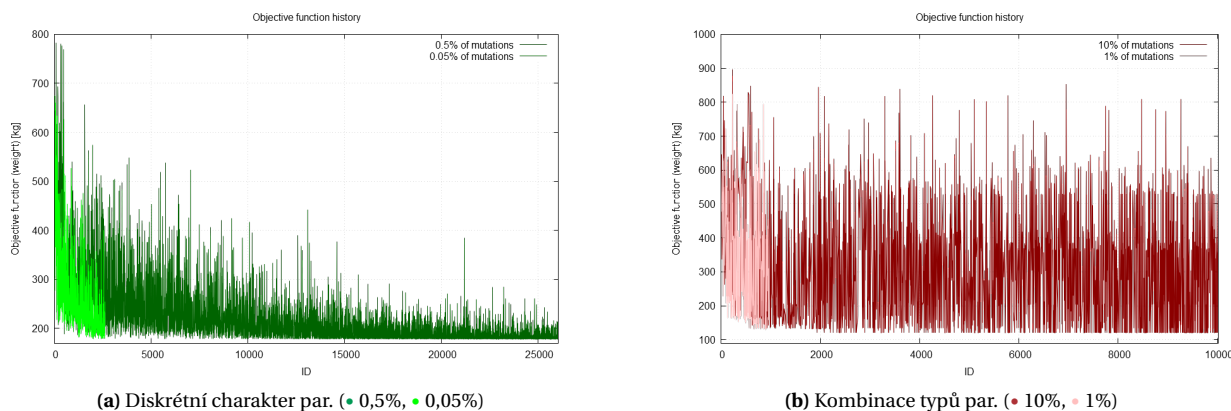 Objective function history
800
700
600
500
400
300
200
0
5000
10000
15000
20000
25000
Objective function (weight) [kg]
ID
0.5% of mutations
0.05% of mutations
(a) Diskrétní charakter par. (• 0,5%, • 0,05%)
Objective function history
1000
900
800
700
600
500
400
300
200
100
0
2000
4000
6000
8000
10000
Objective function (weight) [kg]
ID
10% of mutations
1% of mutations
(b) Kombinace typů par. (• 10%, • 1%)